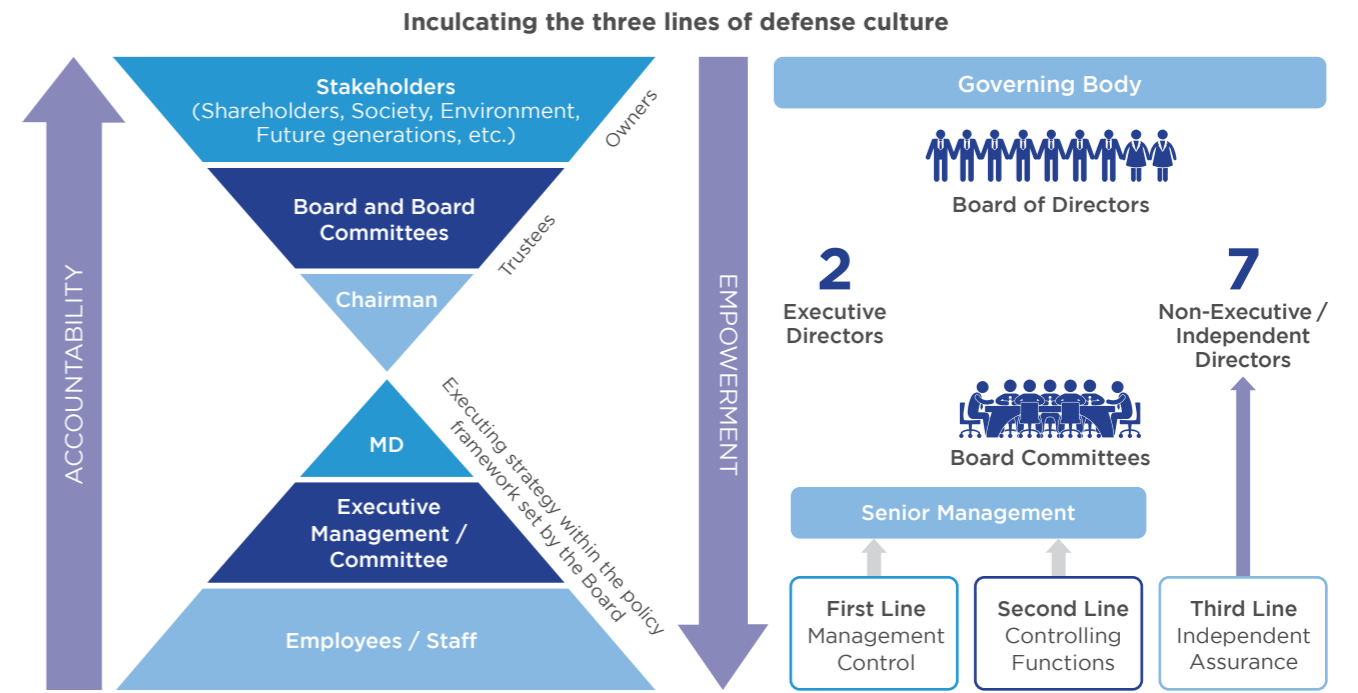 Inculcating the three lines of defense culture
ACCOUNTABILITY
Stakeholders
(Shareholders, Society, Environment,
Future generations, etc.)
Owners
Board and Board
Committees
Trustees
Chairman
MD
Executing strategy within the policy
framework set by the Board
Executive
Management /
Committee
Employees / Staff
EMPOWERMENT
Governing Body
Board of Directors
2
Executive
Directors
7
Non-Executive /
Independent
Directors
Board Committees
Senior Management
First Line
Management
Control
Second Line
Controlling
Functions
Third Line
Independent
Assurance